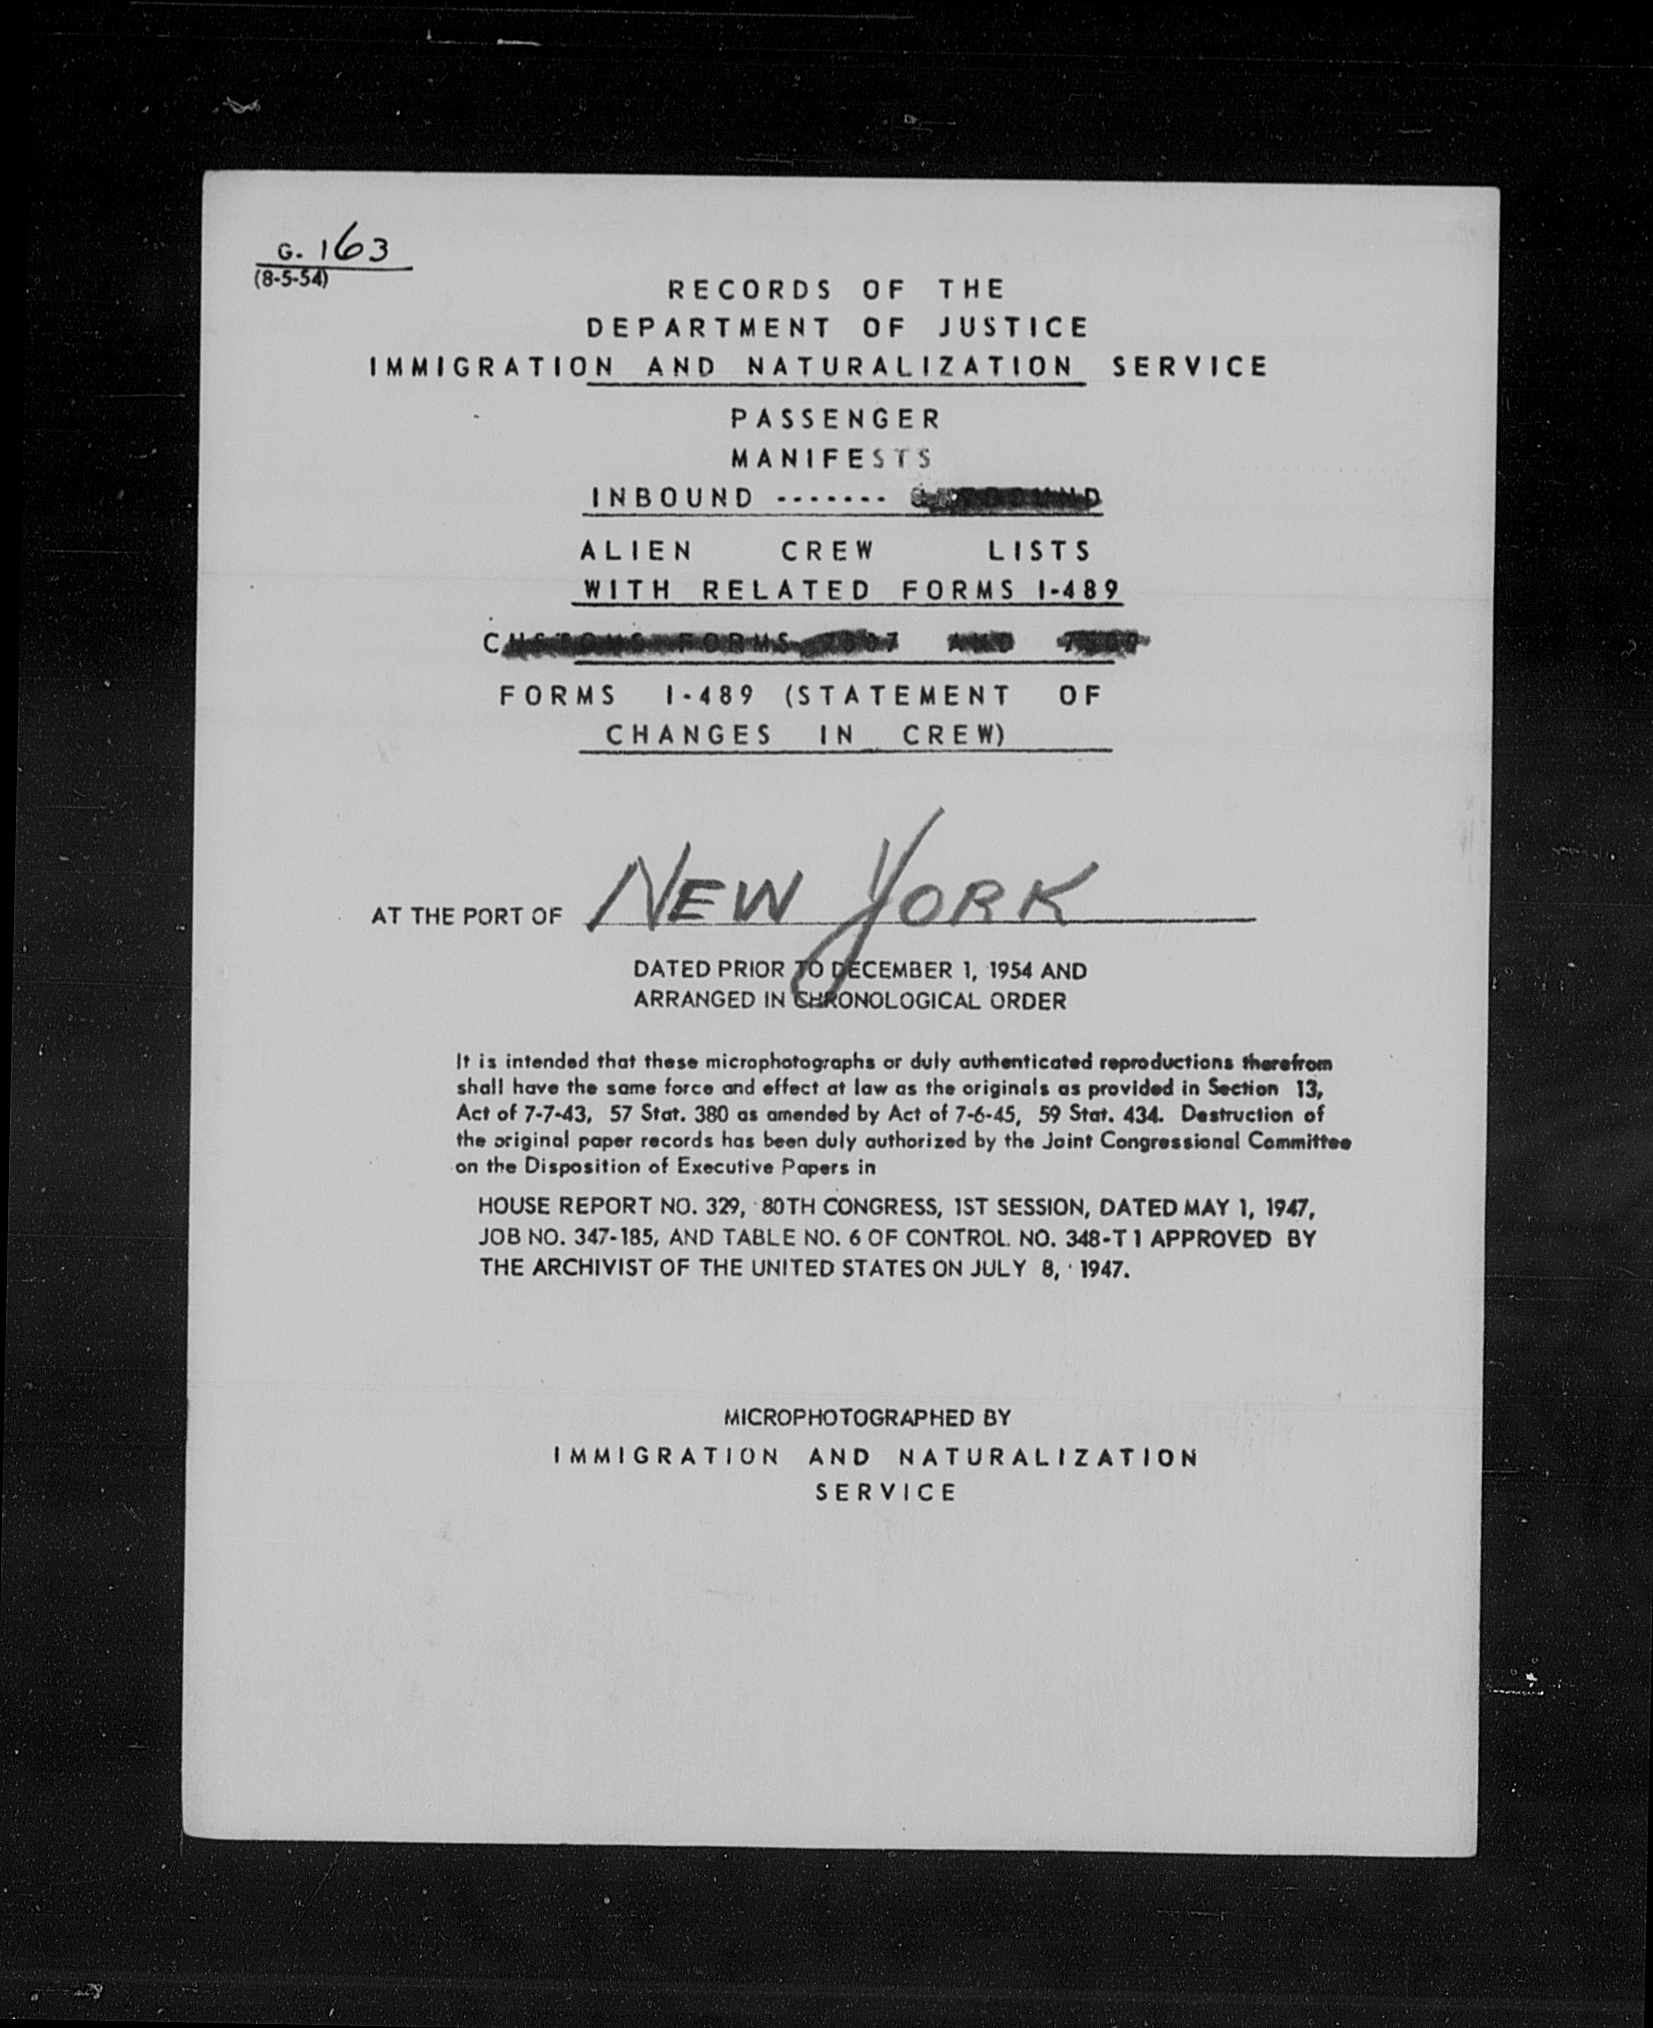 G. 163
(8-5-54)
RECORDS OF THE
DEPARTMENT OF JUSTICE
IMMIGRATION AND NATURALIZATION SERVICE
PASSENGER
MANIFESTS
INBOUND -------
ALIEN CREW LISTS
WITH RELATED FORMS I-489
CUSTOMS FORMS 7507 AND
FORMS I-489 (STATEMENT OF
CHANGES IN CREW)
AT THE PORT OF NEW YORK
DATED PRIOR TO DECEMBER 1, 1954 AND
ARRANGED IN CHRONOLOGICAL ORDER
It is intended that these microphotographs or duly authenticated reproductions therefrom
shall have the same force and effect at law as the originals as provided in Section 13,
Act of 7-7-43, 57 Stat. 380 as amended by Act of 7-6-45, 59 Stat. 434. Destruction of
the original paper records has been duly authorized by the Joint Congressional Committee
on the Disposition of Executive Papers in
HOUSE REPORT NO. 329, 80TH CONGRESS, 1ST SESSION, DATED MAY 1, 1947,
JOB NO. 347-185, AND TABLE NO. 6 OF CONTROL NO. 348-T1 APPROVED BY
THE ARCHIVIST OF THE UNITED STATES ON JULY 8, 1947.
MICROPHOTOGRAPHED BY
IMMIGRATION AND NATURALIZATION
SERVICE